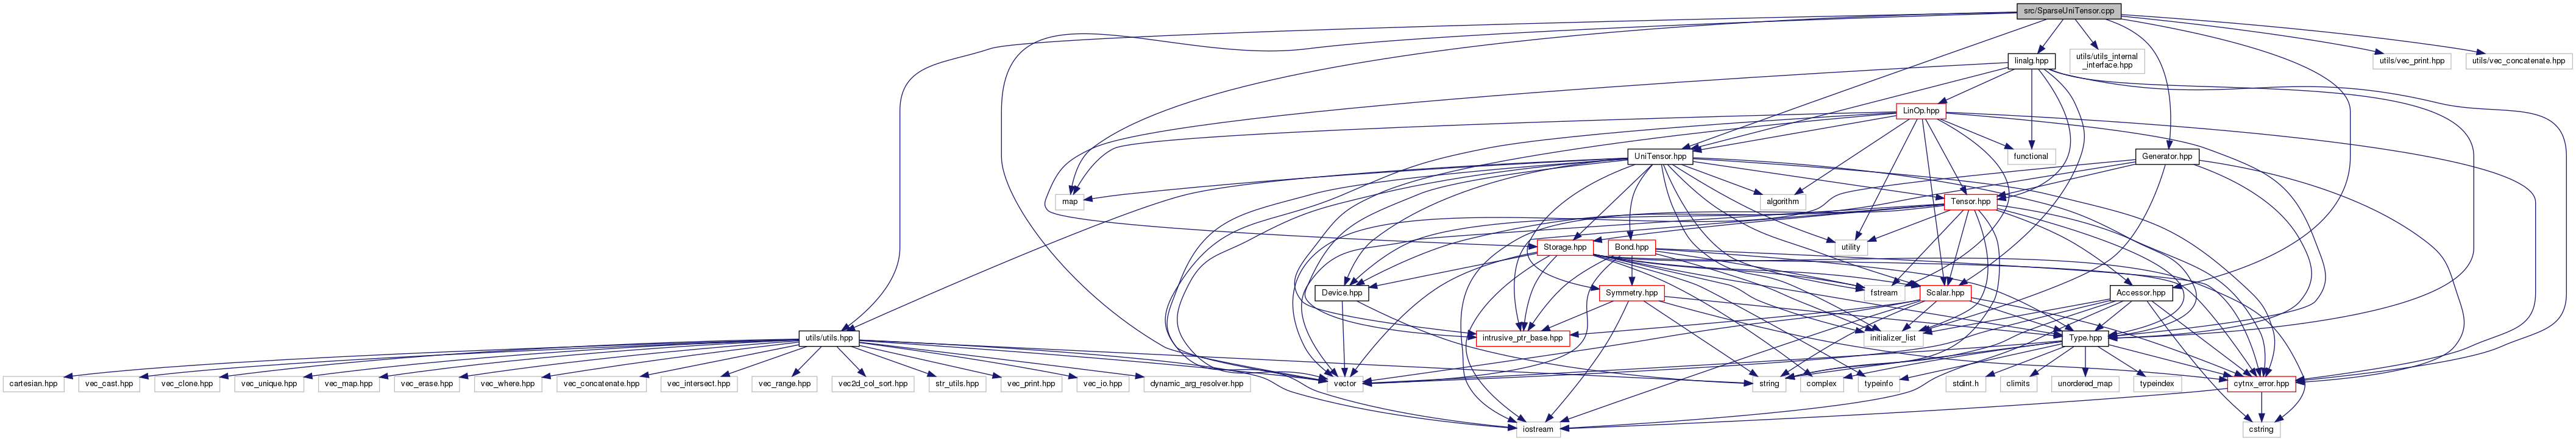 src/SparseUniTensor.cpp
linalg.hpp
utils/utils_internal
_interface.hpp
utils/vec_print.hpp
utils/vec_concatenate.hpp
LinOp.hpp
UniTensor.hpp
functional
Generator.hpp
map
algorithm
Tensor.hpp
Storage.hpp
Bond.hpp
utility
Device.hpp
Symmetry.hpp
fstream
Scalar.hpp
Accessor.hpp
utils/utils.hpp
intrusive_ptr_base.hpp
initializer_list
Type.hpp
cartesian.hpp
vec_cast.hpp
vec_clone.hpp
vec_unique.hpp
vec_map.hpp
vec_erase.hpp
vec_where.hpp
vec_concatenate.hpp
vec_intersect.hpp
vec_range.hpp
vec2d_col_sort.hpp
str_utils.hpp
vec_print.hpp
vec_io.hpp
dynamic_arg_resolver.hpp
vector
string
complex
typeinfo
stdint.h
climits
unordered_map
typeindex
cytnx_error.hpp
iostream
cstring